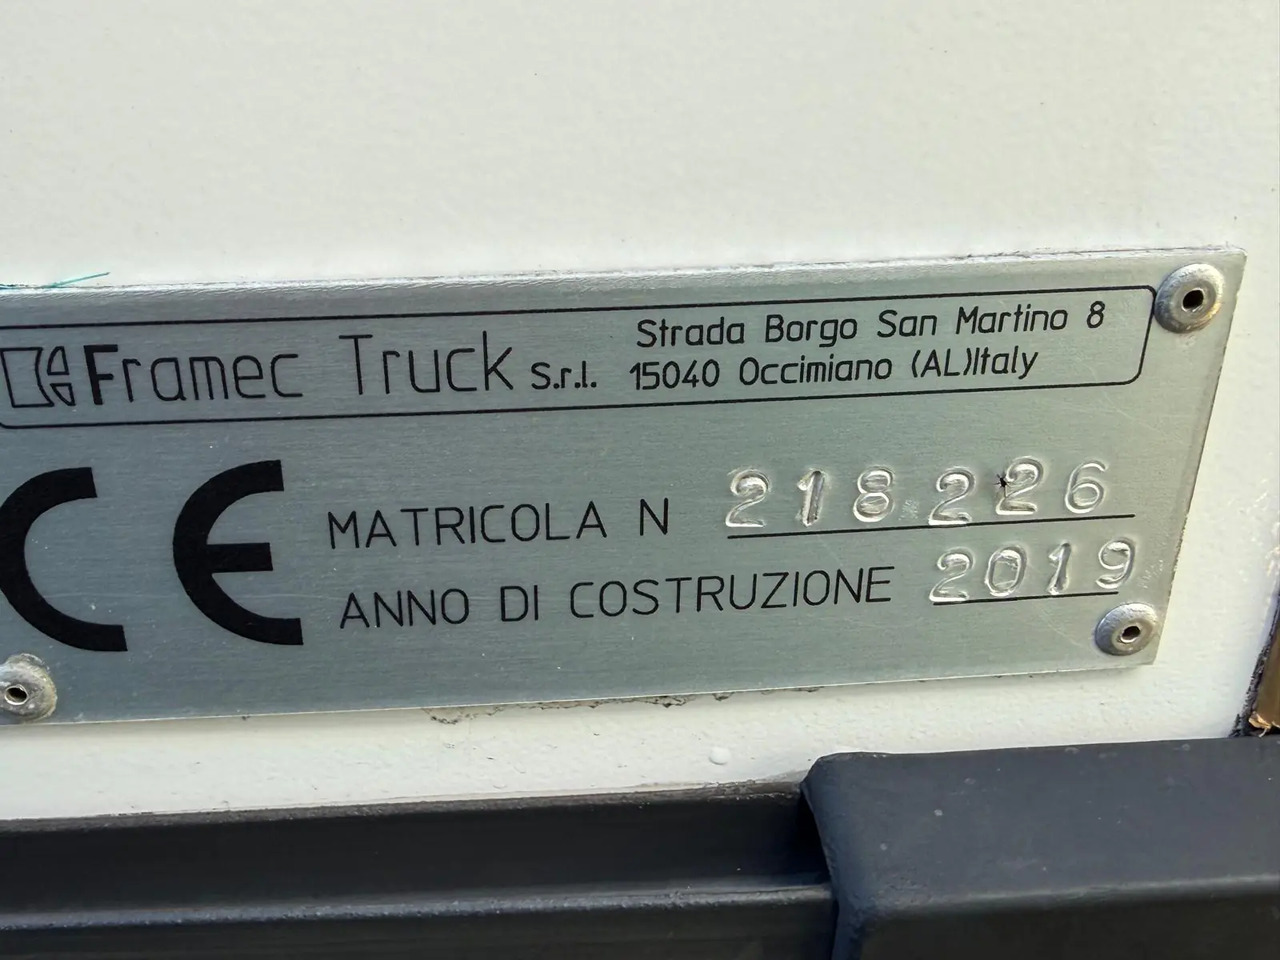 Framec Truck s.r.l.
Strada Borgo San Martino 8
15040 Occimiano (AL)Italy
CE
MATRICOLA N 218226
ANNO DI COSTRUZIONE 2019